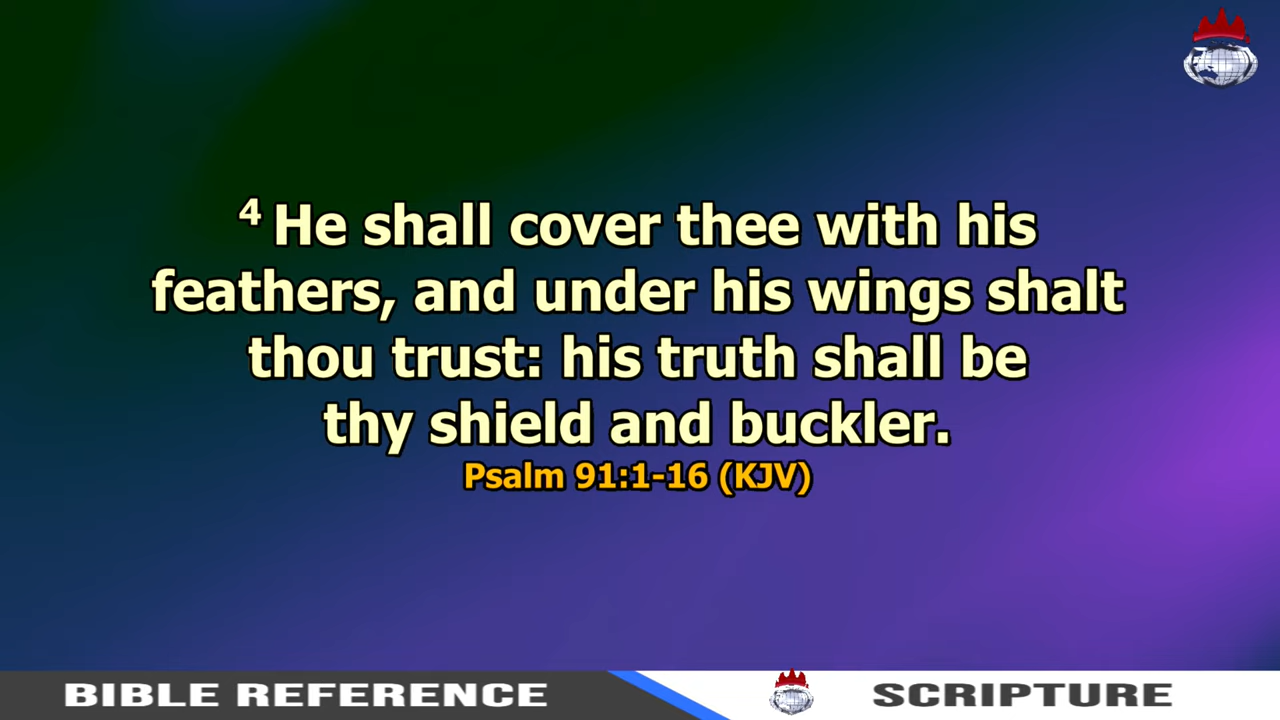 4 He shall cover thee with his
feathers, and under his wings shalt
thou trust: his truth shall be
thy shield and buckler.
Psalm 91:1-16 (KJV)
BIBLE REFERENCE
SCRIPTURE